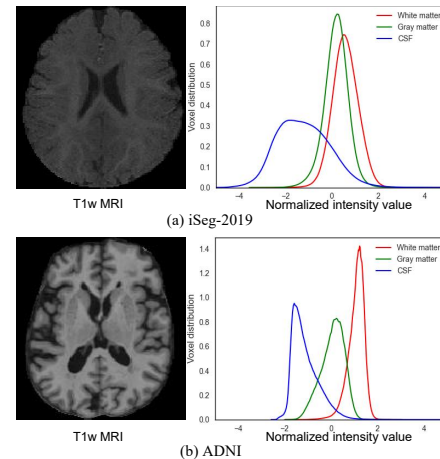 White matter
Gray matter
CSF
Voxel distribution
0.8
0.7
0.6
0.5
0.4
0.3
0.2
0.1
0.0
−4 −2 0 2 4
T1w MRI
Normalized intensity value
(a) iSeg-2019
White matter
Gray matter
CSF
Voxel distribution
1.4
1.2
1.0
0.8
0.6
0.4
0.2
0.0
−4 −2 0 2 4
T1w MRI
Normalized intensity value
(b) ADNI